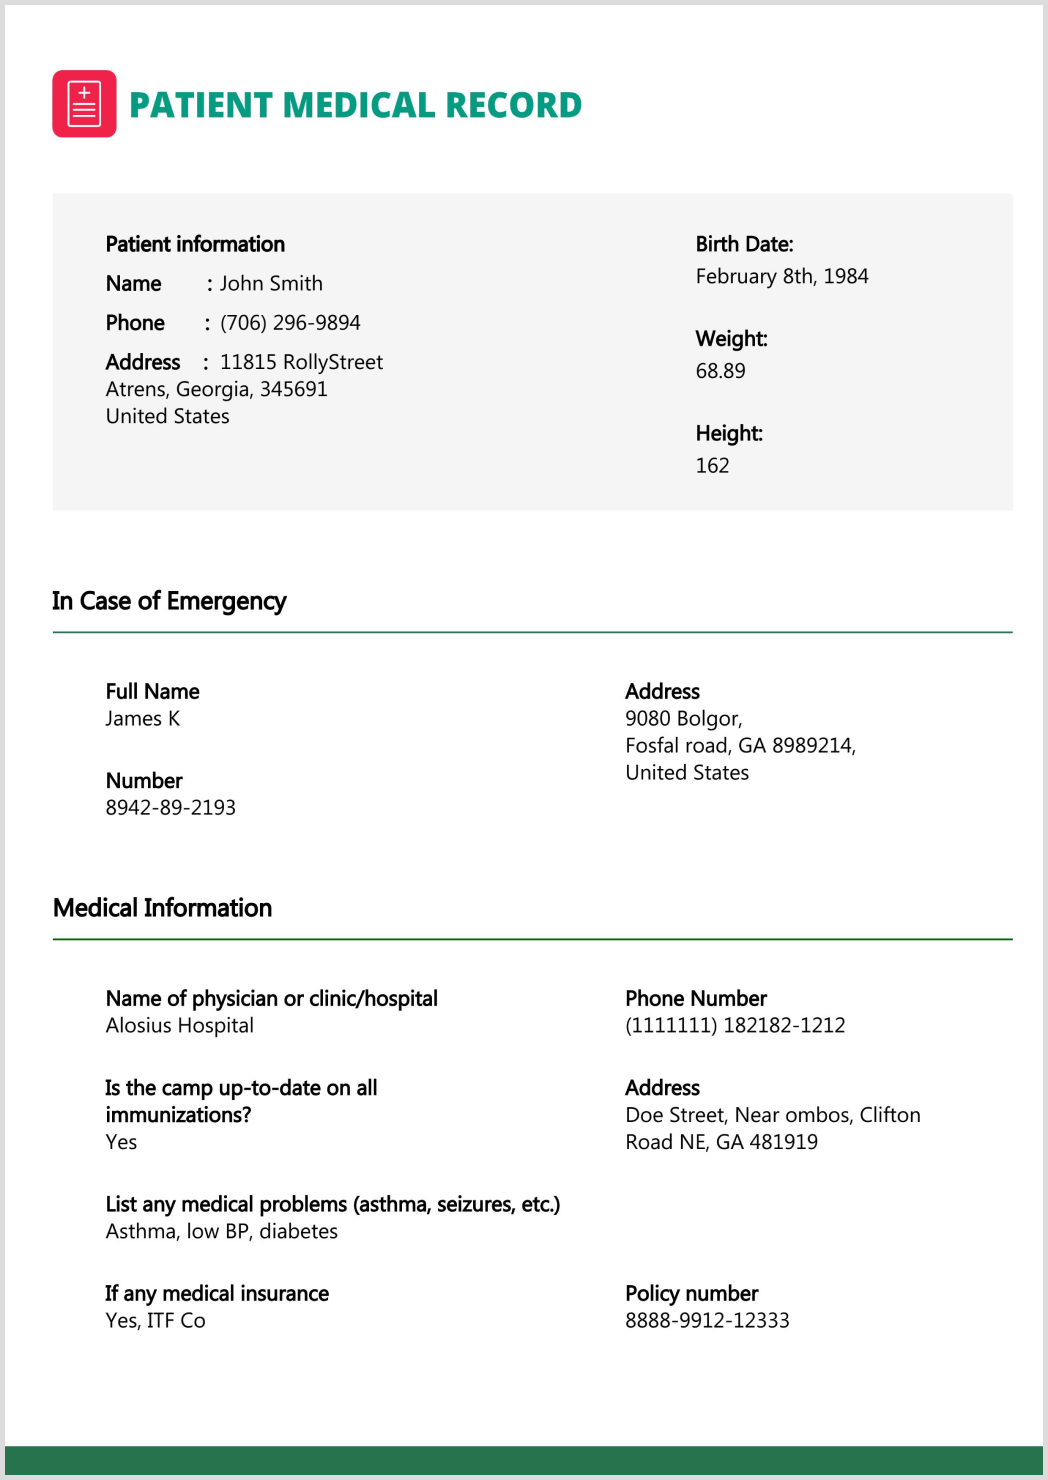 PATIENT MEDICAL RECORD
Patient information
Name : John Smith
Phone : (706) 296-9894
Address : 11815 RollyStreet
Atrens, Georgia, 345691
United States
Birth Date:
February 8th, 1984
Weight:
68.89
Height:
162
In Case of Emergency
Full Name
James K
Number
8942-89-2193
Address
9080 Bolgor,
Fosfal road, GA 8989214,
United States
Medical Information
Name of physician or clinic/hospital
Alosius Hospital
Phone Number
(1111111) 182182-1212
Is the camp up-to-date on all
immunizations?
Yes
Address
Doe Street, Near ombos, Clifton
Road NE, GA 481919
List any medical problems (asthma, seizures, etc.)
Asthma, low BP, diabetes
If any medical insurance
Yes, ITF Co
Policy number
8888-9912-12333